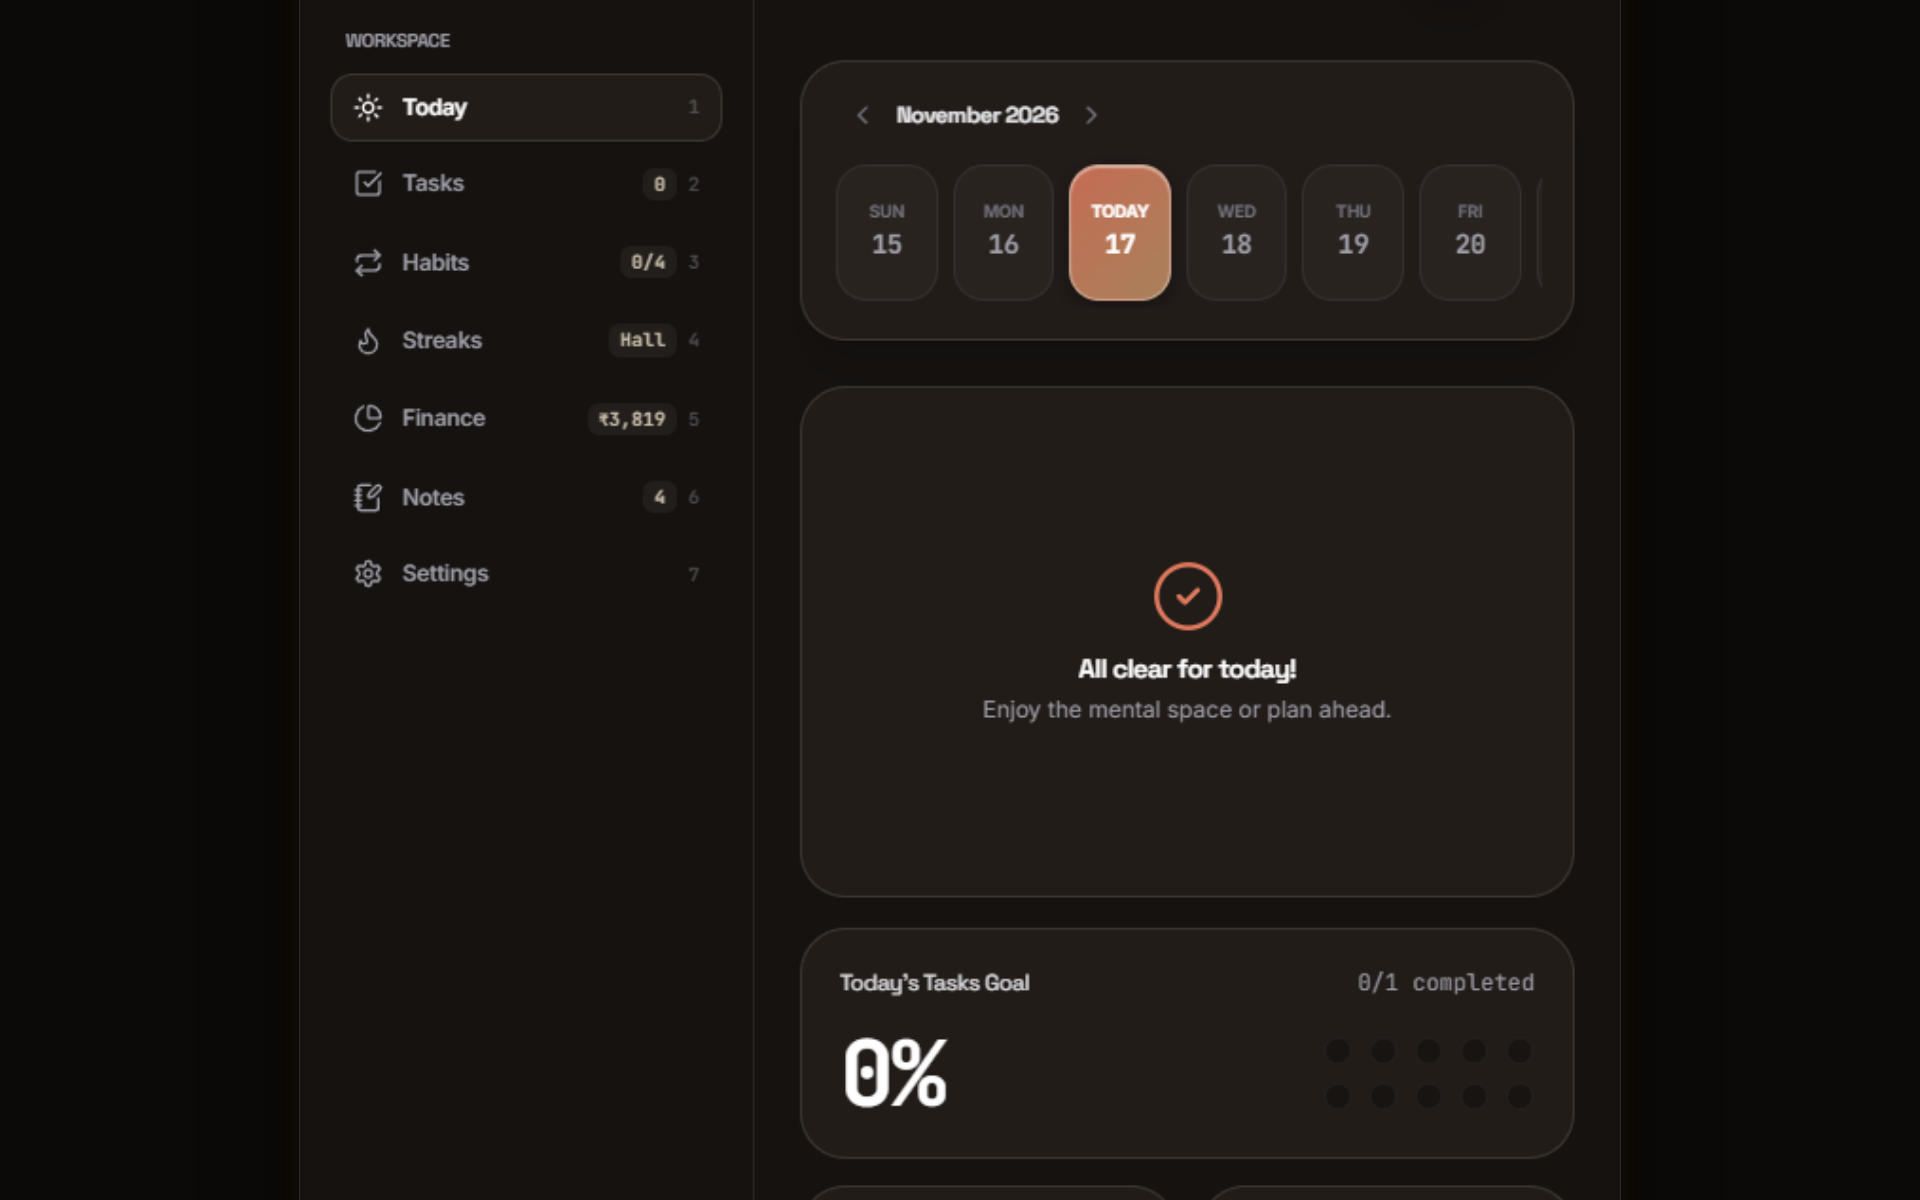 WORKSPACE
Today 1
Tasks 0 2
Habits 0/4 3
Streaks Hall 4
Finance ₹3,819 5
Notes 4 6
Settings 7
November 2026
SUN MON TODAY WED THU FRI
15 16 17 18 19 20
All clear for today!
Enjoy the mental space or plan ahead.
Today's Tasks Goal 0/1 completed
0%